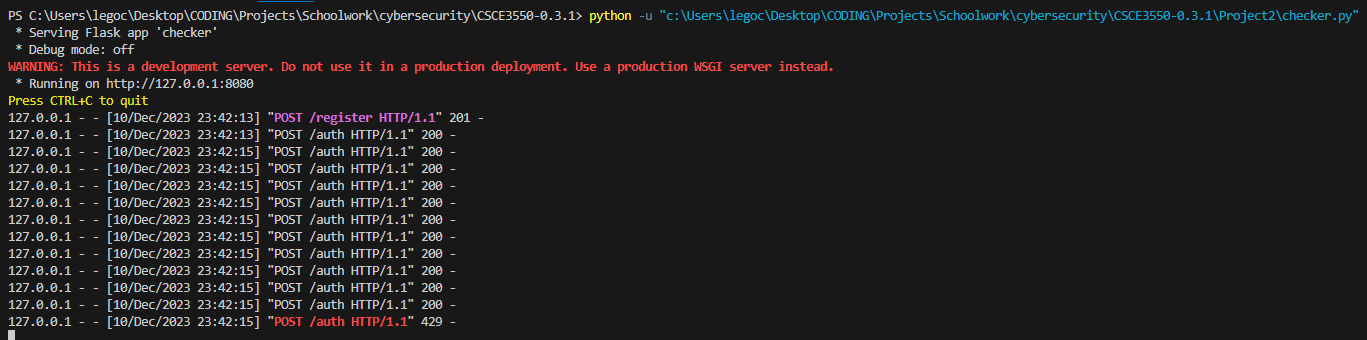 PS C:\Users\legoc\Desktop\CODING\Projects\Schoolwork\cybersecurity\CSCE3550-0.3.1> python -u "c:\Users\legoc\Desktop\CODING\Projects\Schoolwork\cybersecurity\CSCE3550-0.3.1\Project2\checker.py"
 * Serving Flask app 'checker'
 * Debug mode: off
WARNING: This is a development server. Do not use it in a production deployment. Use a production WSGI server instead.
 * Running on http://127.0.0.1:8080
Press CTRL+C to quit
127.0.0.1 - - [10/Dec/2023 23:42:13] "POST /register HTTP/1.1" 201 -
127.0.0.1 - - [10/Dec/2023 23:42:13] "POST /auth HTTP/1.1" 200 -
127.0.0.1 - - [10/Dec/2023 23:42:15] "POST /auth HTTP/1.1" 200 -
127.0.0.1 - - [10/Dec/2023 23:42:15] "POST /auth HTTP/1.1" 200 -
127.0.0.1 - - [10/Dec/2023 23:42:15] "POST /auth HTTP/1.1" 200 -
127.0.0.1 - - [10/Dec/2023 23:42:15] "POST /auth HTTP/1.1" 200 -
127.0.0.1 - - [10/Dec/2023 23:42:15] "POST /auth HTTP/1.1" 200 -
127.0.0.1 - - [10/Dec/2023 23:42:15] "POST /auth HTTP/1.1" 200 -
127.0.0.1 - - [10/Dec/2023 23:42:15] "POST /auth HTTP/1.1" 200 -
127.0.0.1 - - [10/Dec/2023 23:42:15] "POST /auth HTTP/1.1" 200 -
127.0.0.1 - - [10/Dec/2023 23:42:15] "POST /auth HTTP/1.1" 200 -
127.0.0.1 - - [10/Dec/2023 23:42:15] "POST /auth HTTP/1.1" 200 -
127.0.0.1 - - [10/Dec/2023 23:42:15] "POST /auth HTTP/1.1" 429 -